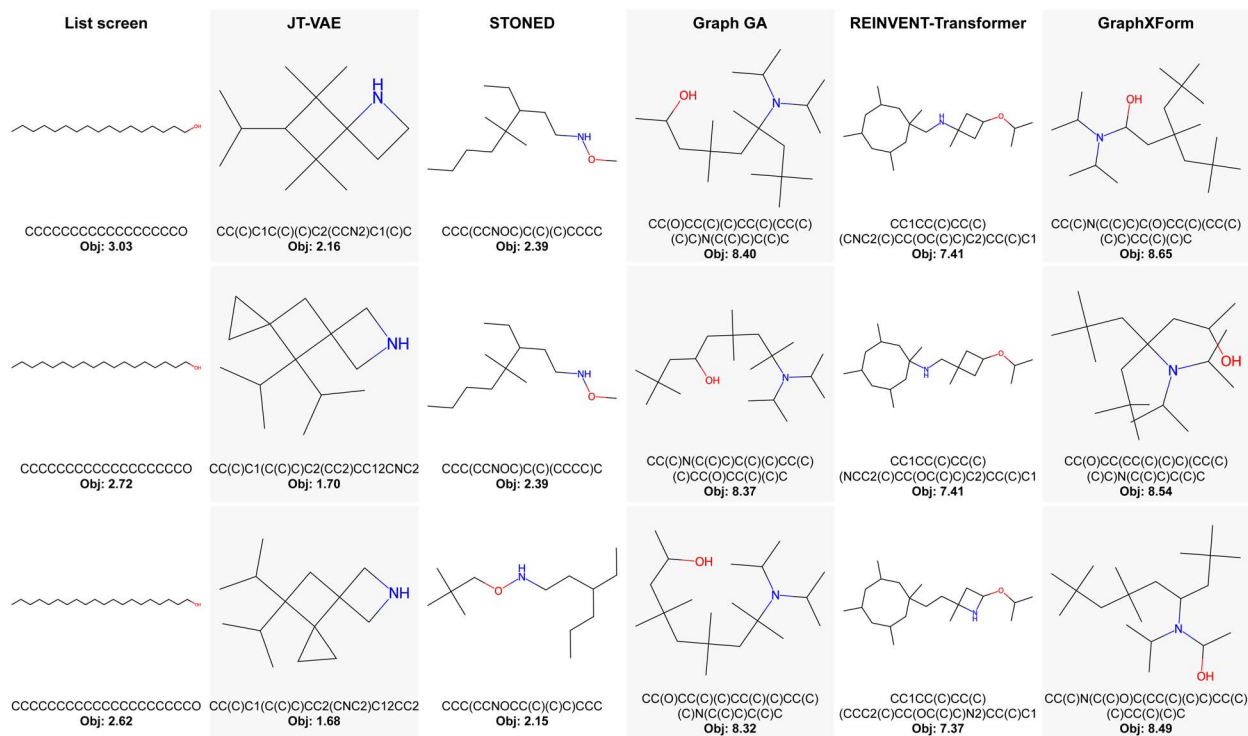 List screen
JT-VAE
STONED
Graph GA
REINVENT-Transformer
GraphXForm
OH
H
N
NH
O
OH
N
H
N
O
OH
N
CCCCCCCCCCCCCCCCCCO
Obj: 3.03
CC(C)C1C(C)(C)C2(CCN2)C1(C)C
Obj: 2.16
CCC(CCNOC)C(C)(C)CCCC
Obj: 2.39
CC(O)CC(C)(C)CC(C)(CC(C)
(C)C)N(C(C)C)C(C)C
Obj: 8.40
CC1CC(C)CC(C)
(CNC2(C)CC(OC(C)C)C2)CC(C)C1
Obj: 7.41
CC(C)N(C(C)C)C(O)CC(C)(CC(C)
(C)C)CC(C)(C)C
Obj: 8.65
OH
NH
NH
O
OH
N
N
H
O
N
OH
CCCCCCCCCCCCCCCCCCCO
Obj: 2.72
CC(C)C1(C(C)C)C2(CC2)CC12CNC2
Obj: 1.70
CCC(CCNOC)C(C)(CCCC)C
Obj: 2.39
CC(C)N(C(C)C)C(C)(C)CC(C)
(C)CC(O)CC(C)(C)C
Obj: 8.37
CC1CC(C)CC(C)
(NCC2(C)CC(OC(C)C)C2)CC(C)C1
Obj: 7.41
CC(O)CC(CC(C)(C)C)(CC(C)
(C)C)N(C(C)C)C(C)C
Obj: 8.54
OH
NH
O
H
N
OH
N
N
H
O
N
OH
CCCCCCCCCCCCCCCCCCCCCO
Obj: 2.62
CC(C)C1(C(C)C)CC2(CNC2)C12CC2
Obj: 1.68
CCC(CCNOCC(C)(C)C)CCC
Obj: 2.15
CC(O)CC(C)(C)CC(C)(C)CC(C)
(C)N(C(C)C)C(C)C
Obj: 8.32
CC1CC(C)CC(C)
(CCC2(C)CC(OC(C)C)N2)CC(C)C1
Obj: 7.37
CC(C)N(C(C)O)C(CC(C)(C)C)CC(C)
(C)CC(C)(C)C
Obj: 8.49